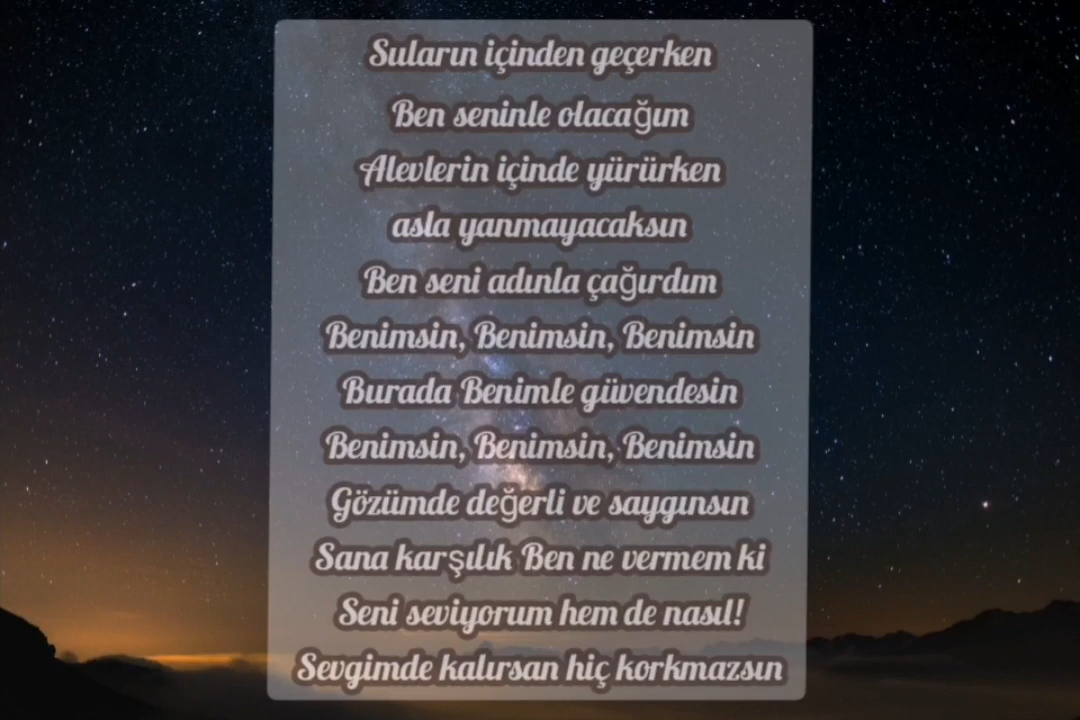 Suların içinden geçerken
Ben seninle olacağım
Alevlerin içinde yürürken
asla yanmayacaksın
Ben seni adınla çağırdım
Benimsin, Benimsin, Benimsin
Burada Benimle güvendesin
Benimsin, Benimsin, Benimsin
Gözümde değerli ve saygınsın
Sana karşılık Ben ne vermem ki
Seni seviyorum hem de nasıl!
Sevgimde kalırsan hiç korkmazsın